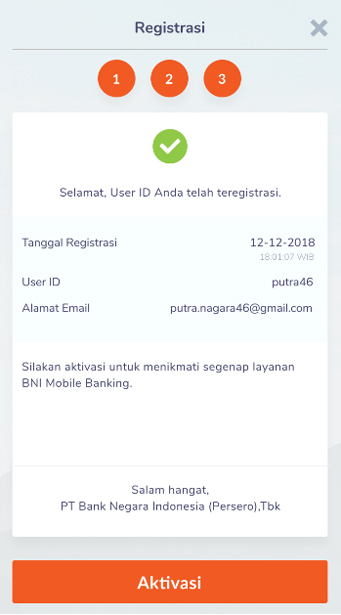 Registrasi
1 2 3
Selamat, User ID Anda telah teregistrasi.
Tanggal Registrasi 12-12-2018
18:01:07 WIB
User ID putra46
Alamat Email putra.nagara46@gmail.com
Silakan aktivasi untuk menikmati segenap layanan
BNI Mobile Banking.
Salam hangat,
PT Bank Negara Indonesia (Persero),Tbk
Aktivasi